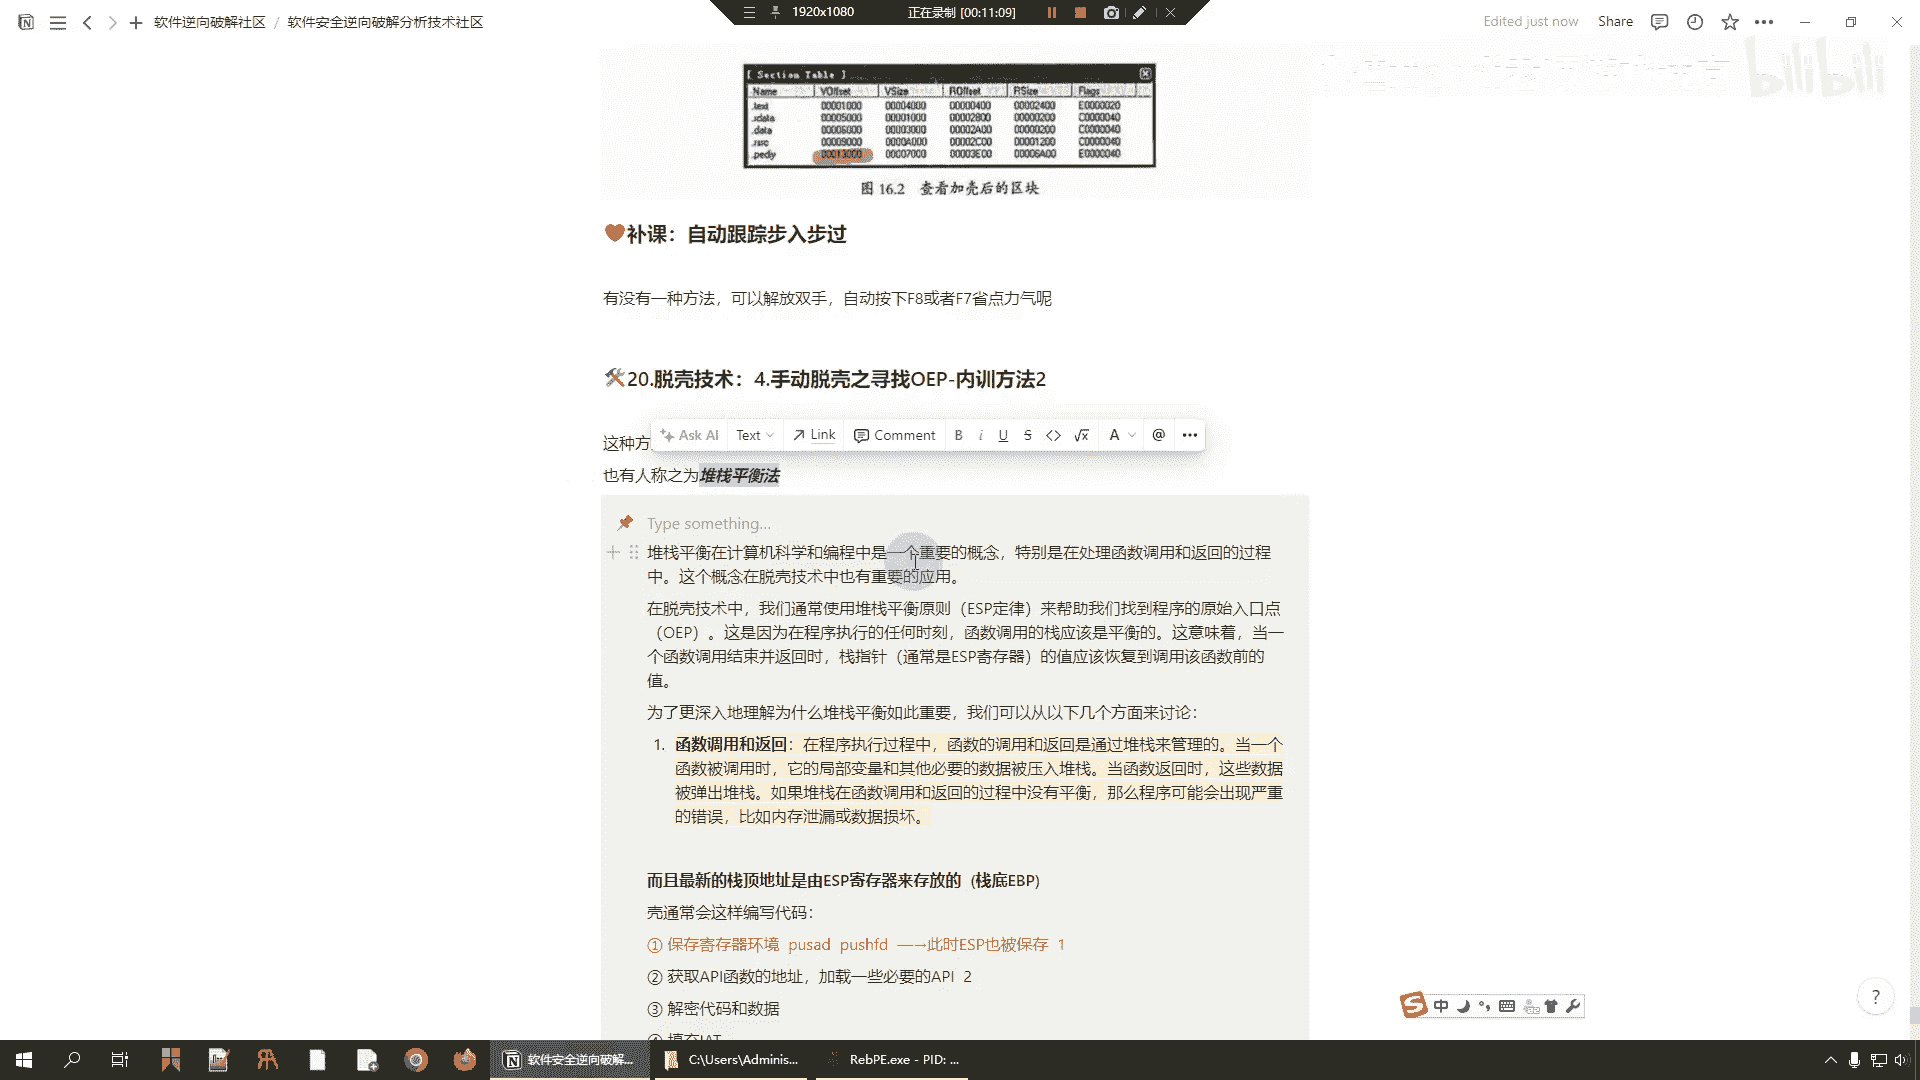 软件逆向破解社区 / 软件安全逆向破解分析技术社区
1920x1080 正在录制 [00:11:09]
Edited just now Share
[ Section Table ]
Name VOffset VSize ROffset RSize Flags
.text 00001000 00004000 00000400 00002400 E0000020
.rdata 00005000 00001000 00002800 00000200 C0000040
.data 00006000 00003000 00002A00 00000200 C0000040
.rsrc 00009000 0000A000 00002C00 00001200 C0000040
.pediy 00013000 00007000 00003E00 00006A00 E0000040
图 16.2 查看加壳后的区块
补课：自动跟踪步入步过
有没有一种方法，可以解放双手，自动按下F8或者F7省点力气呢
20.脱壳技术：4.手动脱壳之寻找OEP-内训方法2
这种方
Ask AI Text Link Comment B i U S <> √x A @ •••
也有人称之为堆栈平衡法
Type something...
堆栈平衡在计算机科学和编程中是一个重要的概念，特别是在处理函数调用和返回的过程
中。这个概念在脱壳技术中也有重要的应用。
在脱壳技术中，我们通常使用堆栈平衡原则（ESP定律）来帮助我们找到程序的原始入口点
（OEP）。这是因为在程序执行的任何时刻，函数调用的栈应该是平衡的。这意味着，当一
个函数调用结束并返回时，栈指针（通常是ESP寄存器）的值应该恢复到调用该函数前的
值。
为了更深入地理解为什么堆栈平衡如此重要，我们可以从以下几个方面来讨论：
1. 函数调用和返回：在程序执行过程中，函数的调用和返回是通过堆栈来管理的。当一个
函数被调用时，它的局部变量和其他必要的数据被压入堆栈。当函数返回时，这些数据
被弹出堆栈。如果堆栈在函数调用和返回的过程中没有平衡，那么程序可能会出现严重
的错误，比如内存泄漏或数据损坏。
而且最新的栈顶地址是由ESP寄存器来存放的（栈底EBP)
壳通常会这样编写代码：
① 保存寄存器环境 pusad pushfd —→此时ESP也被保存 1
② 获取API函数的地址，加载一些必要的API 2
③ 解密代码和数据
④ 填充IAT
?
中
软件安全逆向破解... C:\Users\Adminis... RebPE.exe - PID: ...
bilibili